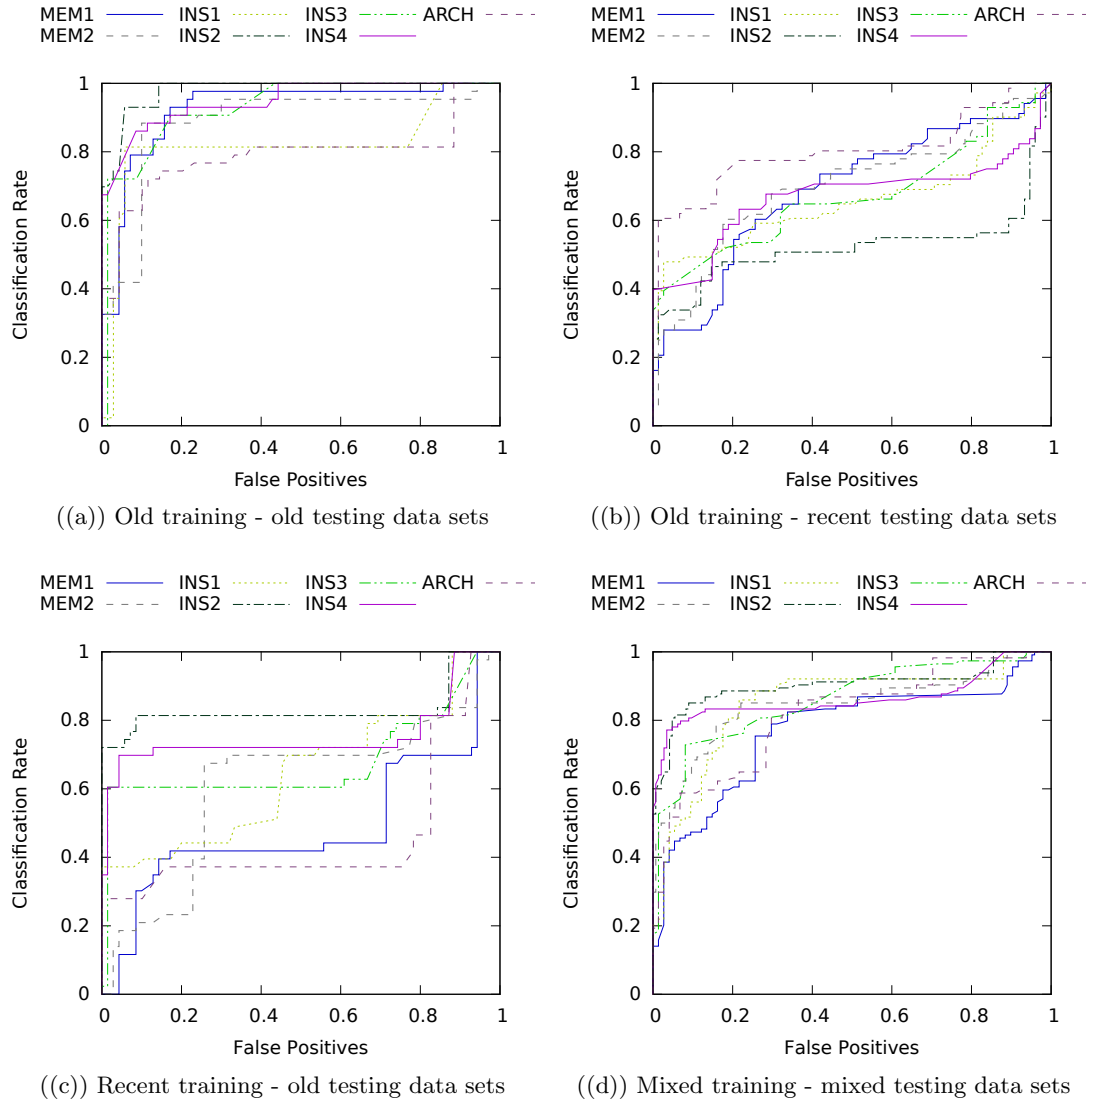 MEM1 INS1 INS3 ARCH
MEM2 INS2 INS4
1
0.8
0.6
0.4
0.2
0
Classification Rate
0 0.2 0.4 0.6 0.8 1
False Positives
((a)) Old training - old testing data sets
MEM1 INS1 INS3 ARCH
MEM2 INS2 INS4
1
0.8
0.6
0.4
0.2
0
Classification Rate
0 0.2 0.4 0.6 0.8 1
False Positives
((b)) Old training - recent testing data sets
MEM1 INS1 INS3 ARCH
MEM2 INS2 INS4
1
0.8
0.6
0.4
0.2
0
Classification Rate
0 0.2 0.4 0.6 0.8 1
False Positives
((c)) Recent training - old testing data sets
MEM1 INS1 INS3 ARCH
MEM2 INS2 INS4
1
0.8
0.6
0.4
0.2
0
Classification Rate
0 0.2 0.4 0.6 0.8 1
False Positives
((d)) Mixed training - mixed testing data sets